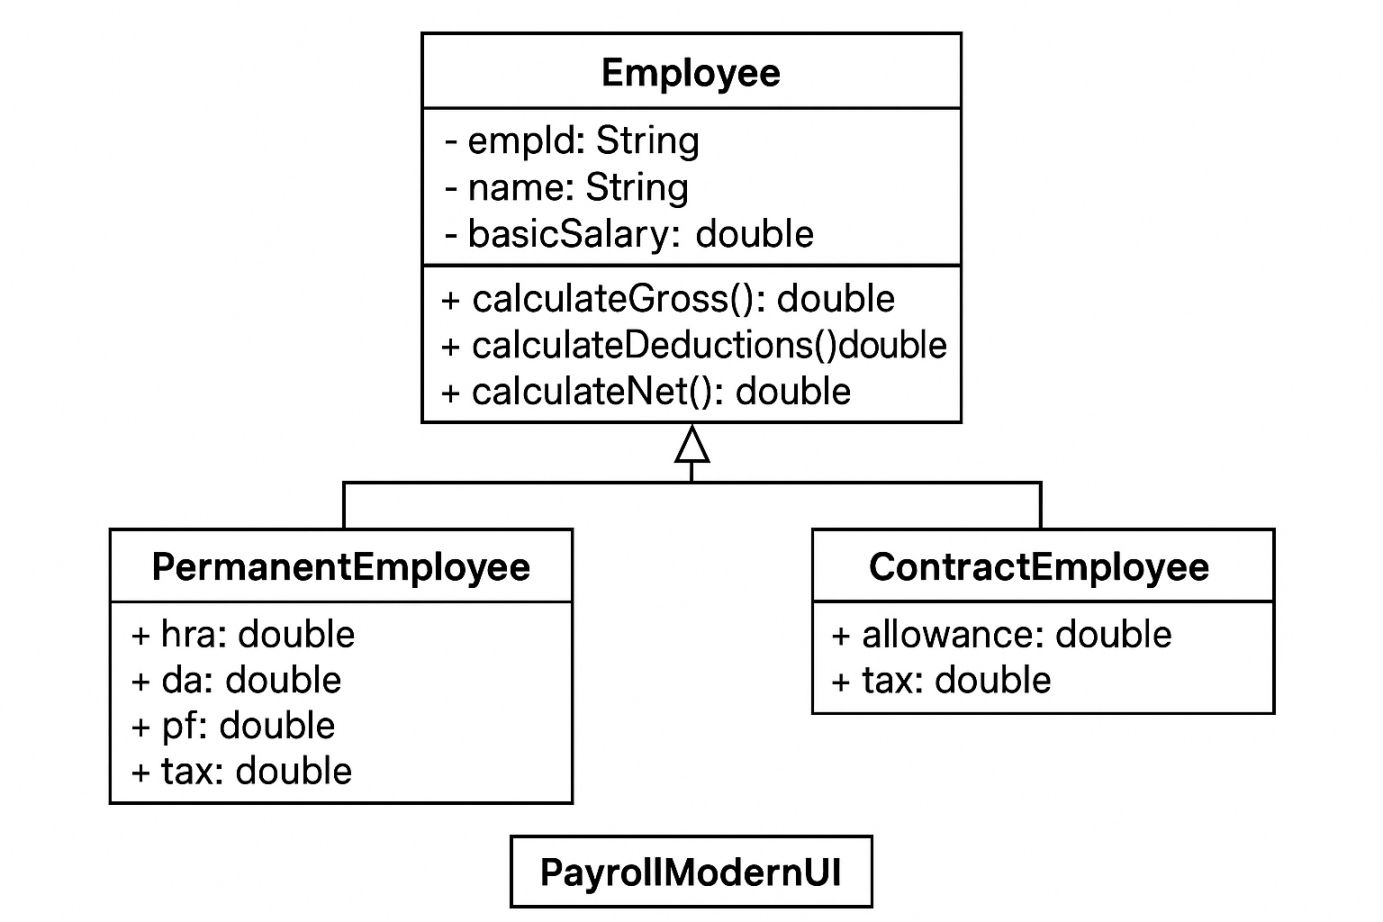 Employee
- empId: String
- name: String
- basicSalary: double
+ calculateGross(): double
+ calculateDeductions()double
+ calculateNet(): double
PermanentEmployee
+ hra: double
+ da: double
+ pf: double
+ tax: double
ContractEmployee
+ allowance: double
+ tax: double
PayrollModernUI